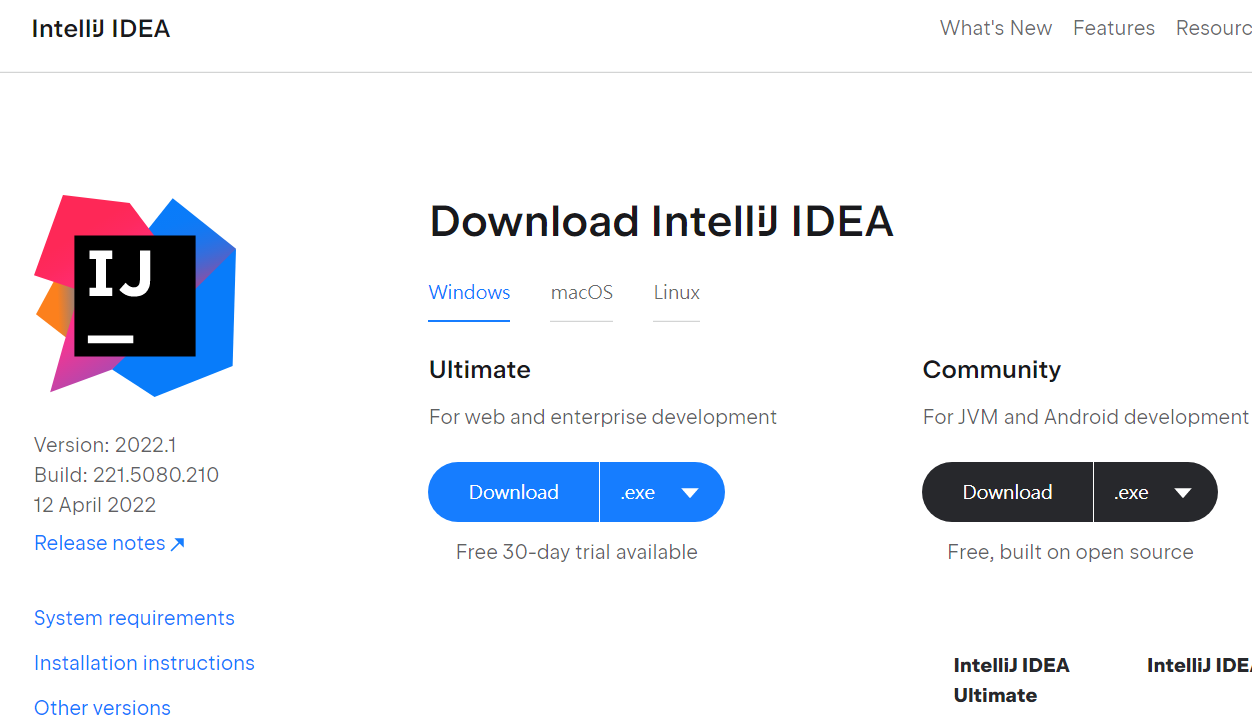 IntelliJ IDEA
What's New Features
IJ
Download IntelliJ IDEA
Windows macOS Linux
Ultimate
For web and enterprise development
Download .exe
Free 30-day trial available
Community
For JVM and Android development
Download .exe
Free, built on open source
Version: 2022.1
Build: 221.5080.210
12 April 2022
Release notes ↗
System requirements
Installation instructions
Other versions
IntelliJ IDEA
Ultimate
IntelliJ